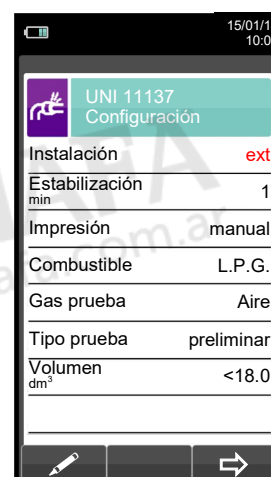 15/01/1
10:0
UNI 11137
Configuración
Instalación ext
Estabilización 1
min
Impresión manual
Combustible L.P.G.
Gas prueba Aire
Tipo prueba preliminar
Volumen <18.0
dm³